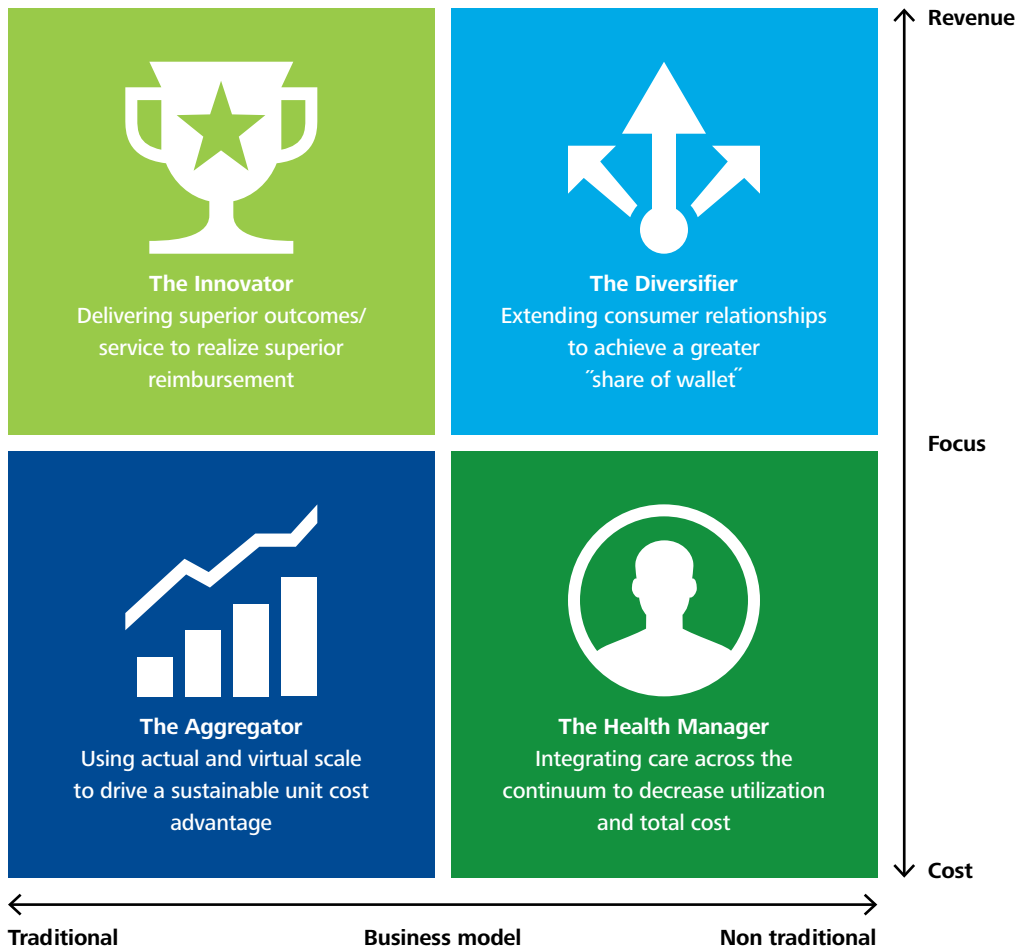 Revenue
The Innovator
Delivering superior outcomes/
service to realize superior
reimbursement
The Diversifier
Extending consumer relationships
to achieve a greater
˝share of wallet˝
Focus
The Aggregator
Using actual and virtual scale
to drive a sustainable unit cost
advantage
The Health Manager
Integrating care across the
continuum to decrease utilization
and total cost
Cost
Traditional
Business model
Non traditional